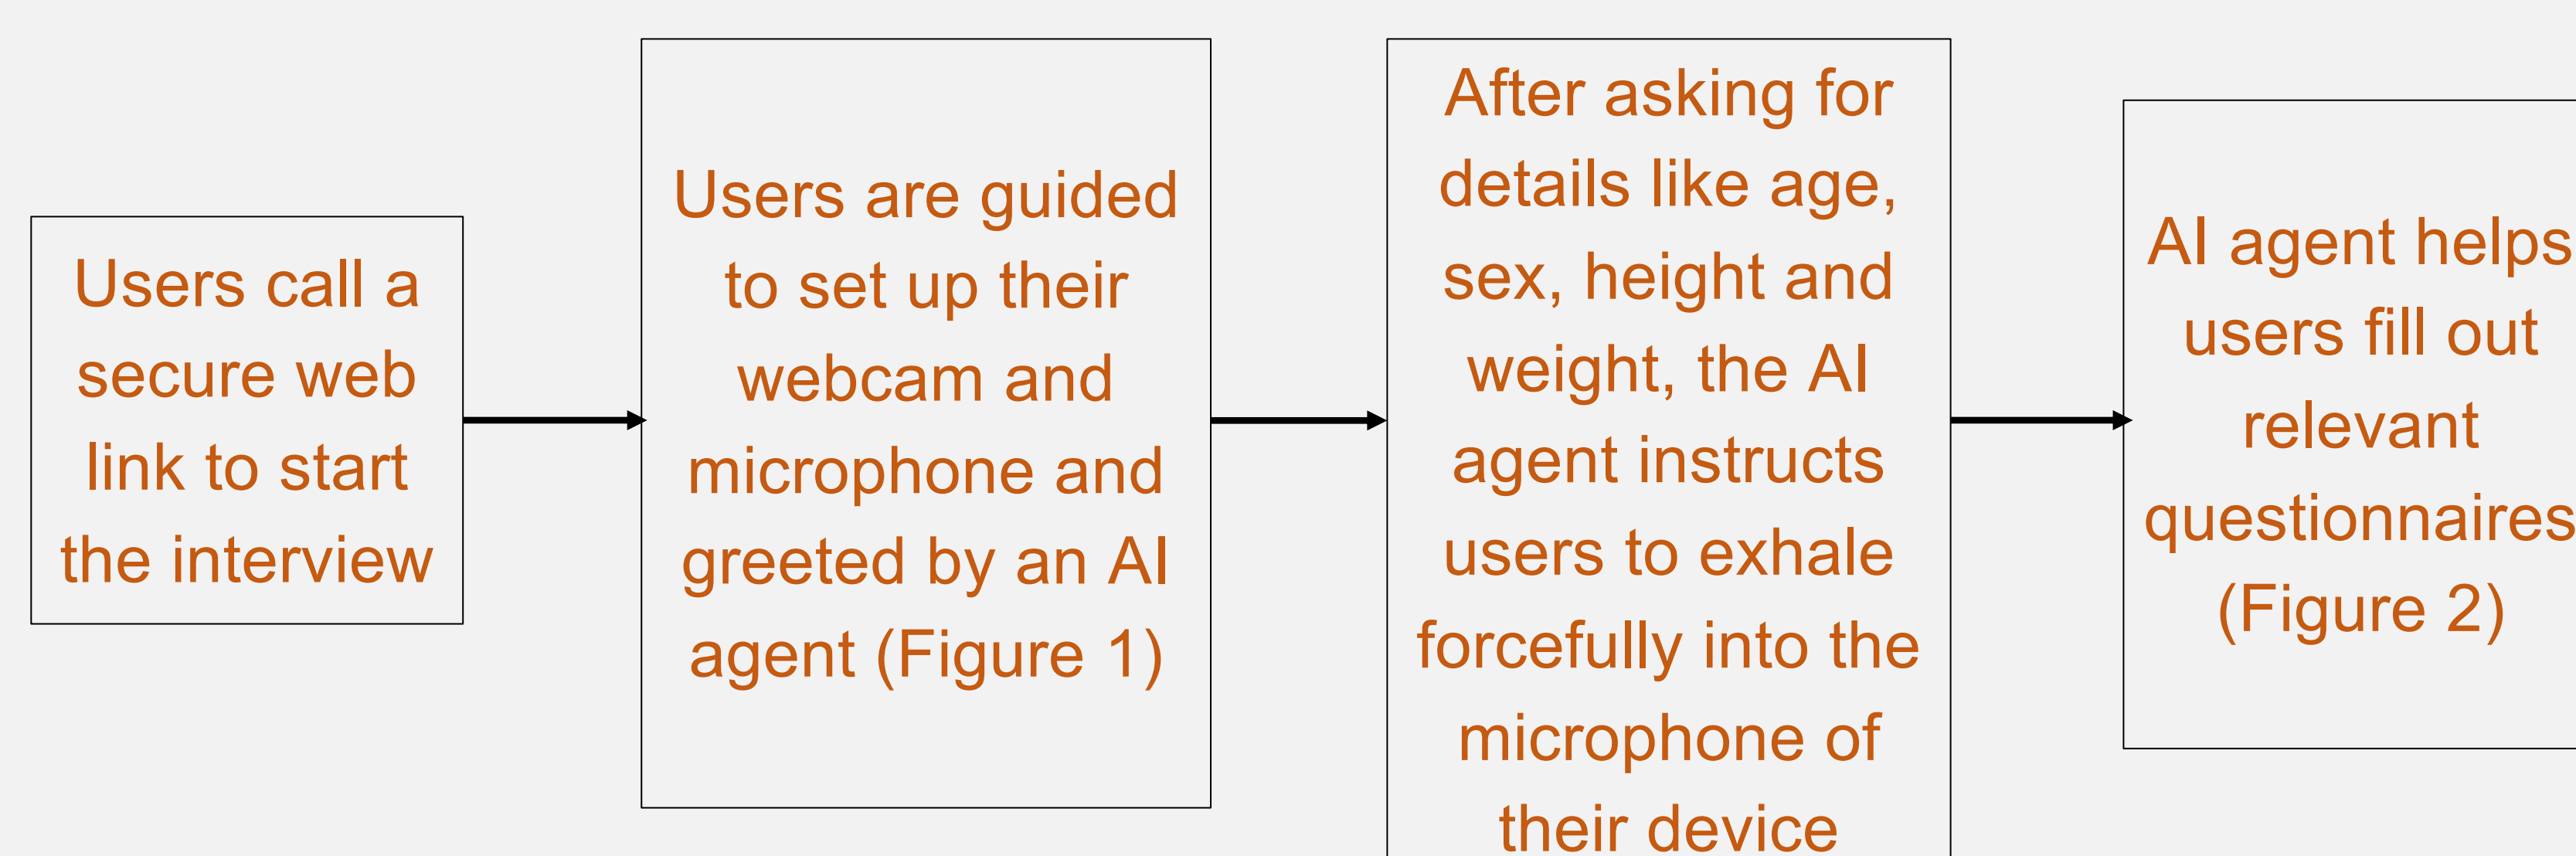 Users call a
secure web
link to start
the interview
Users are guided
to set up their
webcam and
microphone and
greeted by an AI
agent (Figure 1)
After asking for
details like age,
sex, height and
weight, the AI
agent instructs
users to exhale
forcefully into the
microphone of
their device
AI agent helps
users fill out
relevant
questionnaires
(Figure 2)